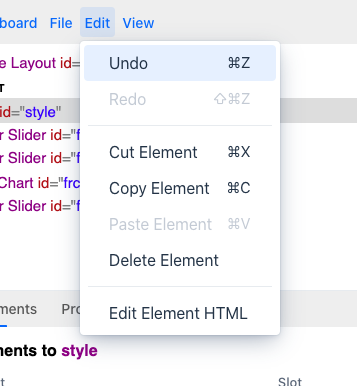 board File Edit View
e Layout id=
T
id="style"
r Slider id="f
r Slider id="f
Chart id="frc
r Slider id="f
Undo ⌘Z
Redo ⇧⌘Z
Cut Element ⌘X
Copy Element ⌘C
Paste Element ⌘V
Delete Element
Edit Element HTML
ments Pro
ments to style
t Slot